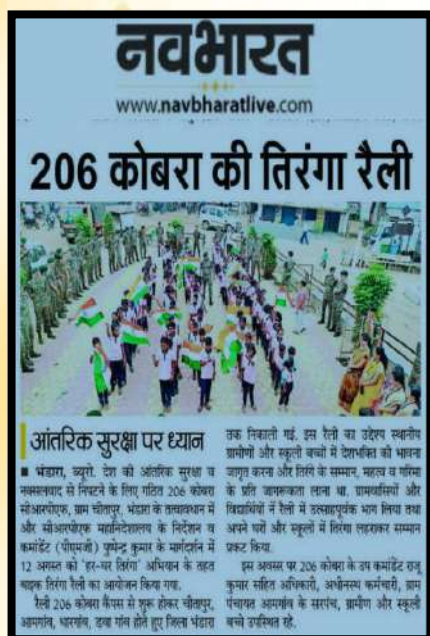 नवभारत
www.navbharatlive.com
206 कोबरा की तिरंगा रैली
आंतरिक सुरक्षा पर ध्यान
■ भंडारा, ब्यूरो. देश की आंतरिक सुरक्षा व
नक्सलवाद से निपटने के लिए गठित 206 कोबरा
सीआरपीएफ, ग्राम चीतापुर, भंडारा के तत्वावधान में
और सीआरपीएफ महानिदेशालय के निर्देशन व
कमांडेंट (पीएमजी) पुष्पेन्द्र कुमार के मार्गदर्शन में
12 अगस्त को 'हर-घर तिरंगा' अभियान के तहत
बाइक तिरंगा रैली का आयोजन किया गया.
रैली 206 कोबरा कैंपस से शुरू होकर चीतापुर,
आमगांव, धारगांव, डवा गांव होते हुए जिला भंडारा
तक निकाली गई. इस रैली का उद्देश्य स्थानीय
ग्रामीणों और स्कूली बच्चों में देशभक्ति की भावना
जागृत करना और तिरंगे के सम्मान, महत्व व गरिमा
के प्रति जागरूकता लाना था. ग्रामवासियों और
विद्यार्थियों नें रैली में उत्साहपूर्वक भाग लिया तथा
अपने घरों और स्कूलों में तिरंगा लहराकर सम्मान
प्रकट किया.
इस अवसर पर 206 कोबरा के उप कमांडेंट राजू
कुमार सहित अधिकारी, अधीनस्थ कर्मचारी, ग्राम
पंचायत आमगांव के सरपंच, ग्रामीण और स्कूली
बच्चे उपस्थित रहे.